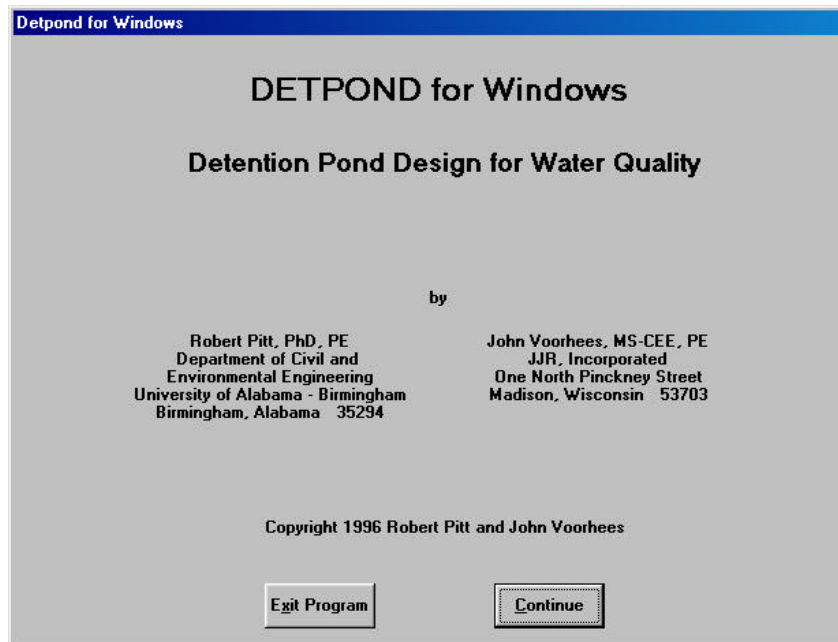 Detpond for Windows
DETPOND for Windows
Detention Pond Design for Water Quality
by
Robert Pitt, PhD, PE
Department of Civil and
Environmental Engineering
University of Alabama - Birmingham
Birmingham, Alabama 35294
John Voorhees, MS-CEE, PE
JJR, Incorporated
One North Pinckney Street
Madison, Wisconsin 53703
Copyright 1996 Robert Pitt and John Voorhees
Exit Program
Continue